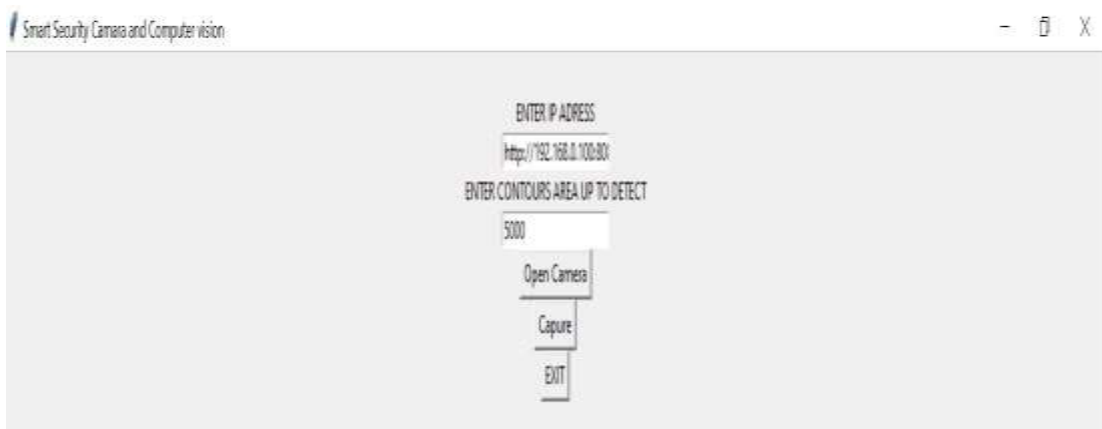 Smart Security Camara and Computer vision
ENTER IP ADRESS
http://192.168.0.100:80
ENTER CONTOURS AREA UP TO DETECT
5000
Open Camera
Capure
EXIT